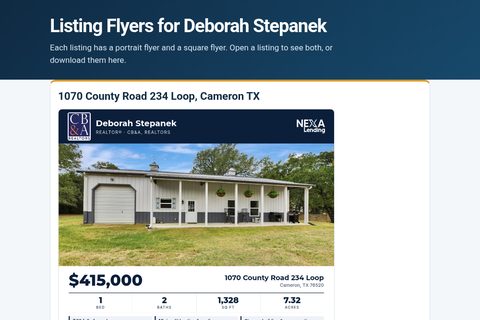 Listing Flyers for Deborah Stepanek
Each listing has a portrait flyer and a square flyer. Open a listing to see both, or
download them here.
1070 County Road 234 Loop, Cameron TX
CB
&A
REALTORS
Deborah Stepanek
REALTOR® · CB&A, REALTORS
NEXA
Lending
$415,000
1070 County Road 234 Loop
Cameron, TX 76520
1
2
1,328
7.32
BED
BATHS
SQ FT
ACRES